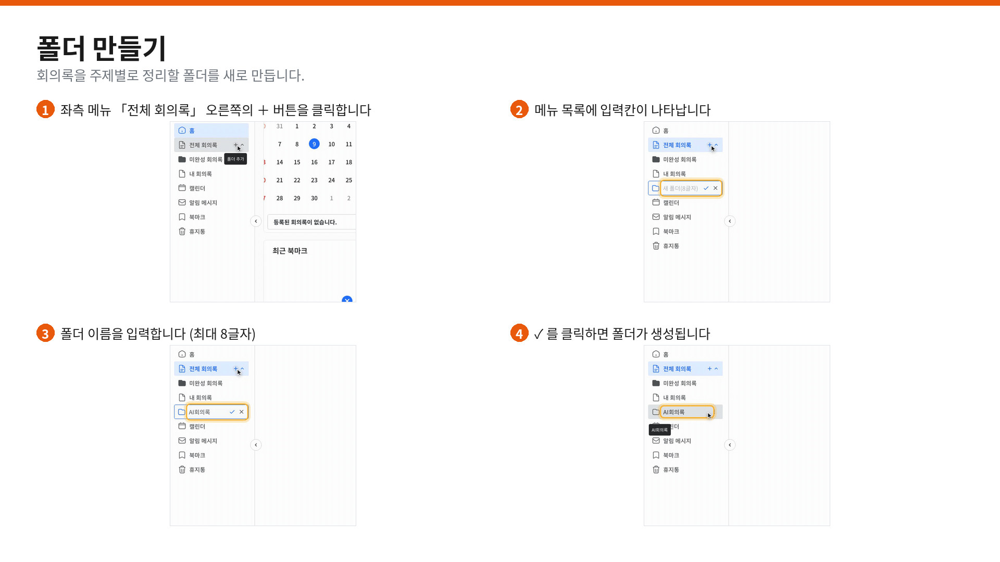 폴더 만들기
회의록을 주제별로 정리할 폴더를 새로 만듭니다.
1 좌측 메뉴 「전체 회의록」 오른쪽의 ＋ 버튼을 클릭합니다
홈
전체 회의록
미완성 회의록
폴더 추가
내 회의록
캘린더
알림 메시지
북마크
휴지통
31 1 2 3 4
7 8 9 10 11
14 15 16 17 18
21 22 23 24 25
28 29 30 1 2
등록된 회의록이 없습니다.
최근 북마크
2 메뉴 목록에 입력칸이 나타납니다
홈
전체 회의록
미완성 회의록
내 회의록
새 폴더(8글자)
캘린더
알림 메시지
북마크
휴지통
3 폴더 이름을 입력합니다 (최대 8글자)
홈
전체 회의록
미완성 회의록
내 회의록
AI회의록
캘린더
알림 메시지
북마크
휴지통
4 ✓ 를 클릭하면 폴더가 생성됩니다
홈
전체 회의록
미완성 회의록
내 회의록
AI회의록
린더
AI회의록
알림 메시지
북마크
휴지통